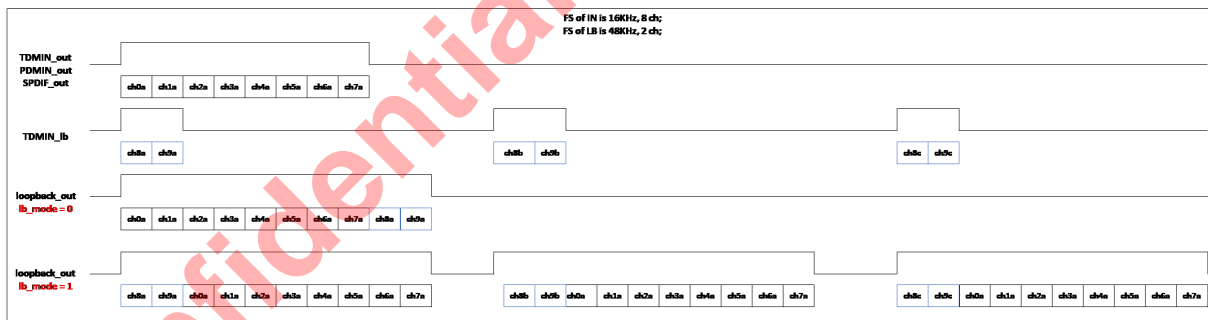 FS of IN is 16KHz, 8 ch;
FS of LB is 48KHz, 2 ch;
TDMIN_out
PDMIN_out
SPDIF_out
ch0a ch1a ch2a ch3a ch4a ch5a ch6a ch7a
TDMIN_lb
ch8a ch9a ch8b ch9b ch8c ch9c
loopback_out
lb_mode = 0
ch0a ch1a ch2a ch3a ch4a ch5a ch6a ch7a ch8a ch9a
loopback_out
lb_mode = 1
ch8a ch9a ch0a ch1a ch2a ch3a ch4a ch5a ch6a ch7a ch8b ch9b ch0a ch1a ch2a ch3a ch4a ch5a ch6a ch7a ch8c ch9c ch0a ch1a ch2a ch3a ch4a ch5a ch6a ch7a
nfidential